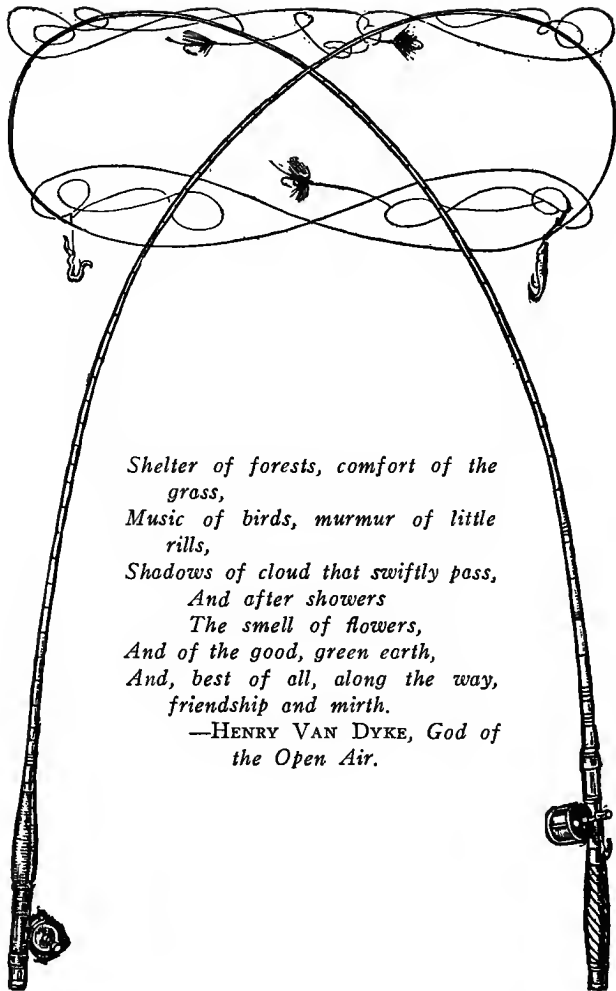 Shelter of forests, comfort of the
grass,
Music of birds, murmur of little
rills,
Shadows of cloud that swiftly pass,
And after showers
The smell of flowers,
And of the good, green earth,
And, best of all, along the way,
friendship and mirth.
—HENRY VAN DYKE, God of
the Open Air.